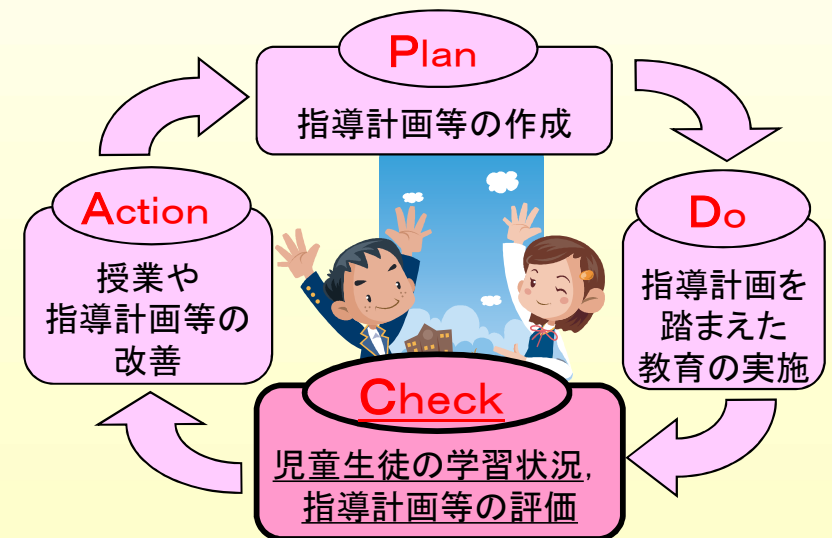 Plan
指導計画等の作成
Action
授業や
指導計画等の
改善
Do
指導計画を
踏まえた
教育の実施
Check
児童生徒の学習状況,
指導計画等の評価